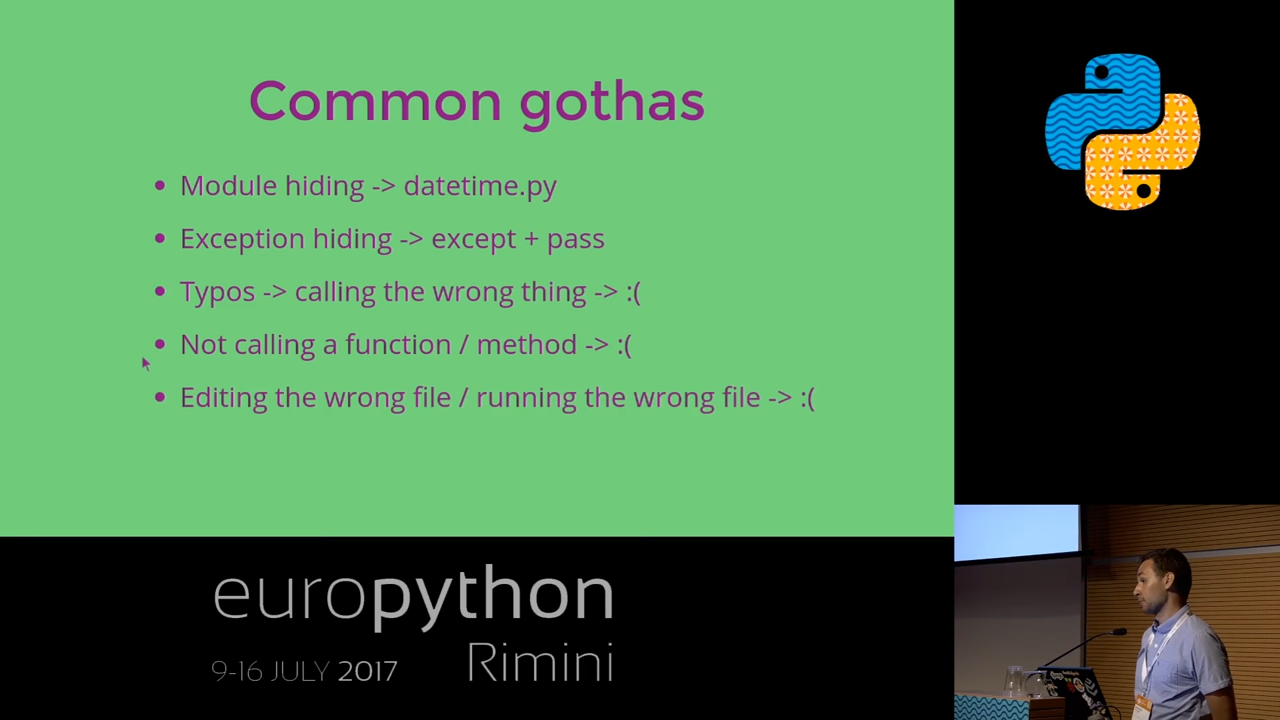 Common gothas
• Module hiding -> datetime.py
• Exception hiding -> except + pass
• Typos -> calling the wrong thing -> :(
• Not calling a function / method -> :(
• Editing the wrong file / running the wrong file -> :(
europython
9-16 JULY 2017 Rimini